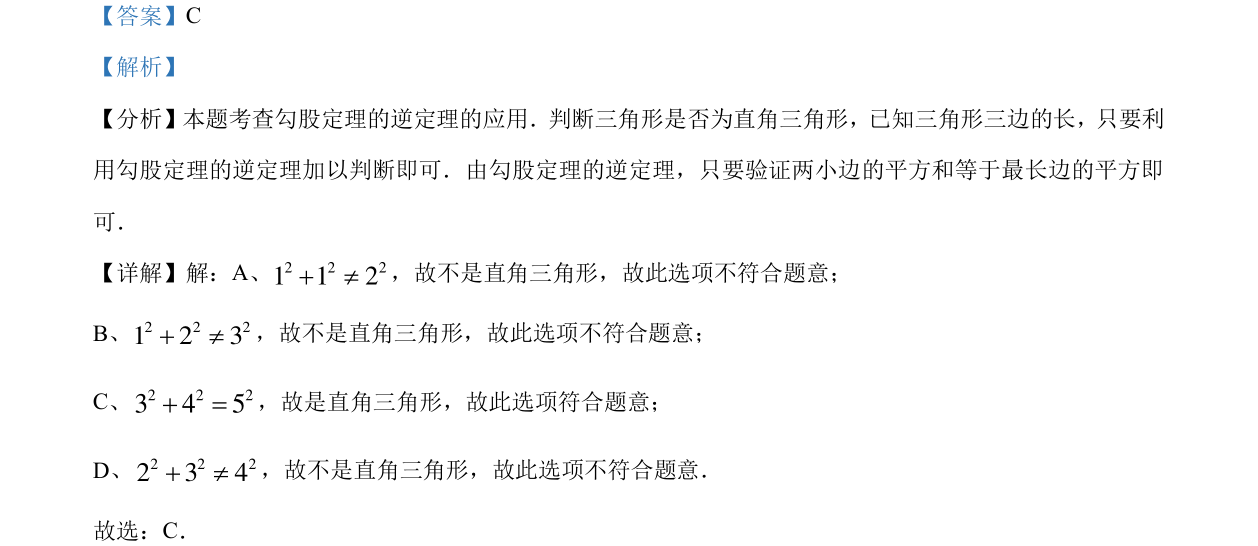 【答案】C
【解析】
【分析】本题考查勾股定理的逆定理的应用．判断三角形是否为直角三角形，已知三角形三边的长，只要利
用勾股定理的逆定理加以判断即可．由勾股定理的逆定理，只要验证两小边的平方和等于最长边的平方即
可．
【详解】解：A、1²+1²≠2²，故不是直角三角形，故此选项不符合题意；
B、1²+2²≠3²，故不是直角三角形，故此选项不符合题意；
C、3²+4²=5²，故是直角三角形，故此选项符合题意；
D、2²+3²≠4²，故不是直角三角形，故此选项不符合题意．
故选：C．